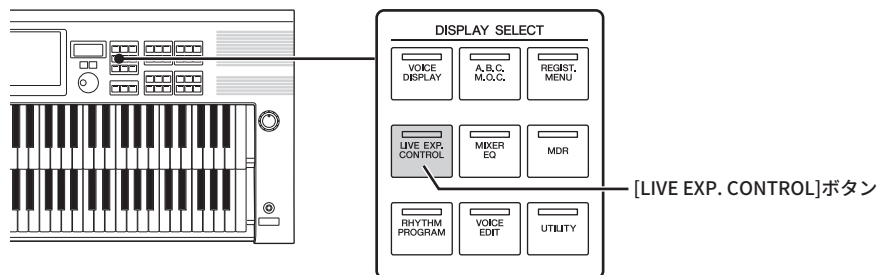 DISPLAY SELECT
VOICE
DISPLAY
A.B.C.
M.O.C.
REGIST.
MENU
LIVE EXP.
CONTROL
MIXER
EQ
MDR
[LIVE EXP. CONTROL]ボタン
RHYTHM
PROGRAM
VOICE
EDIT
UTILITY